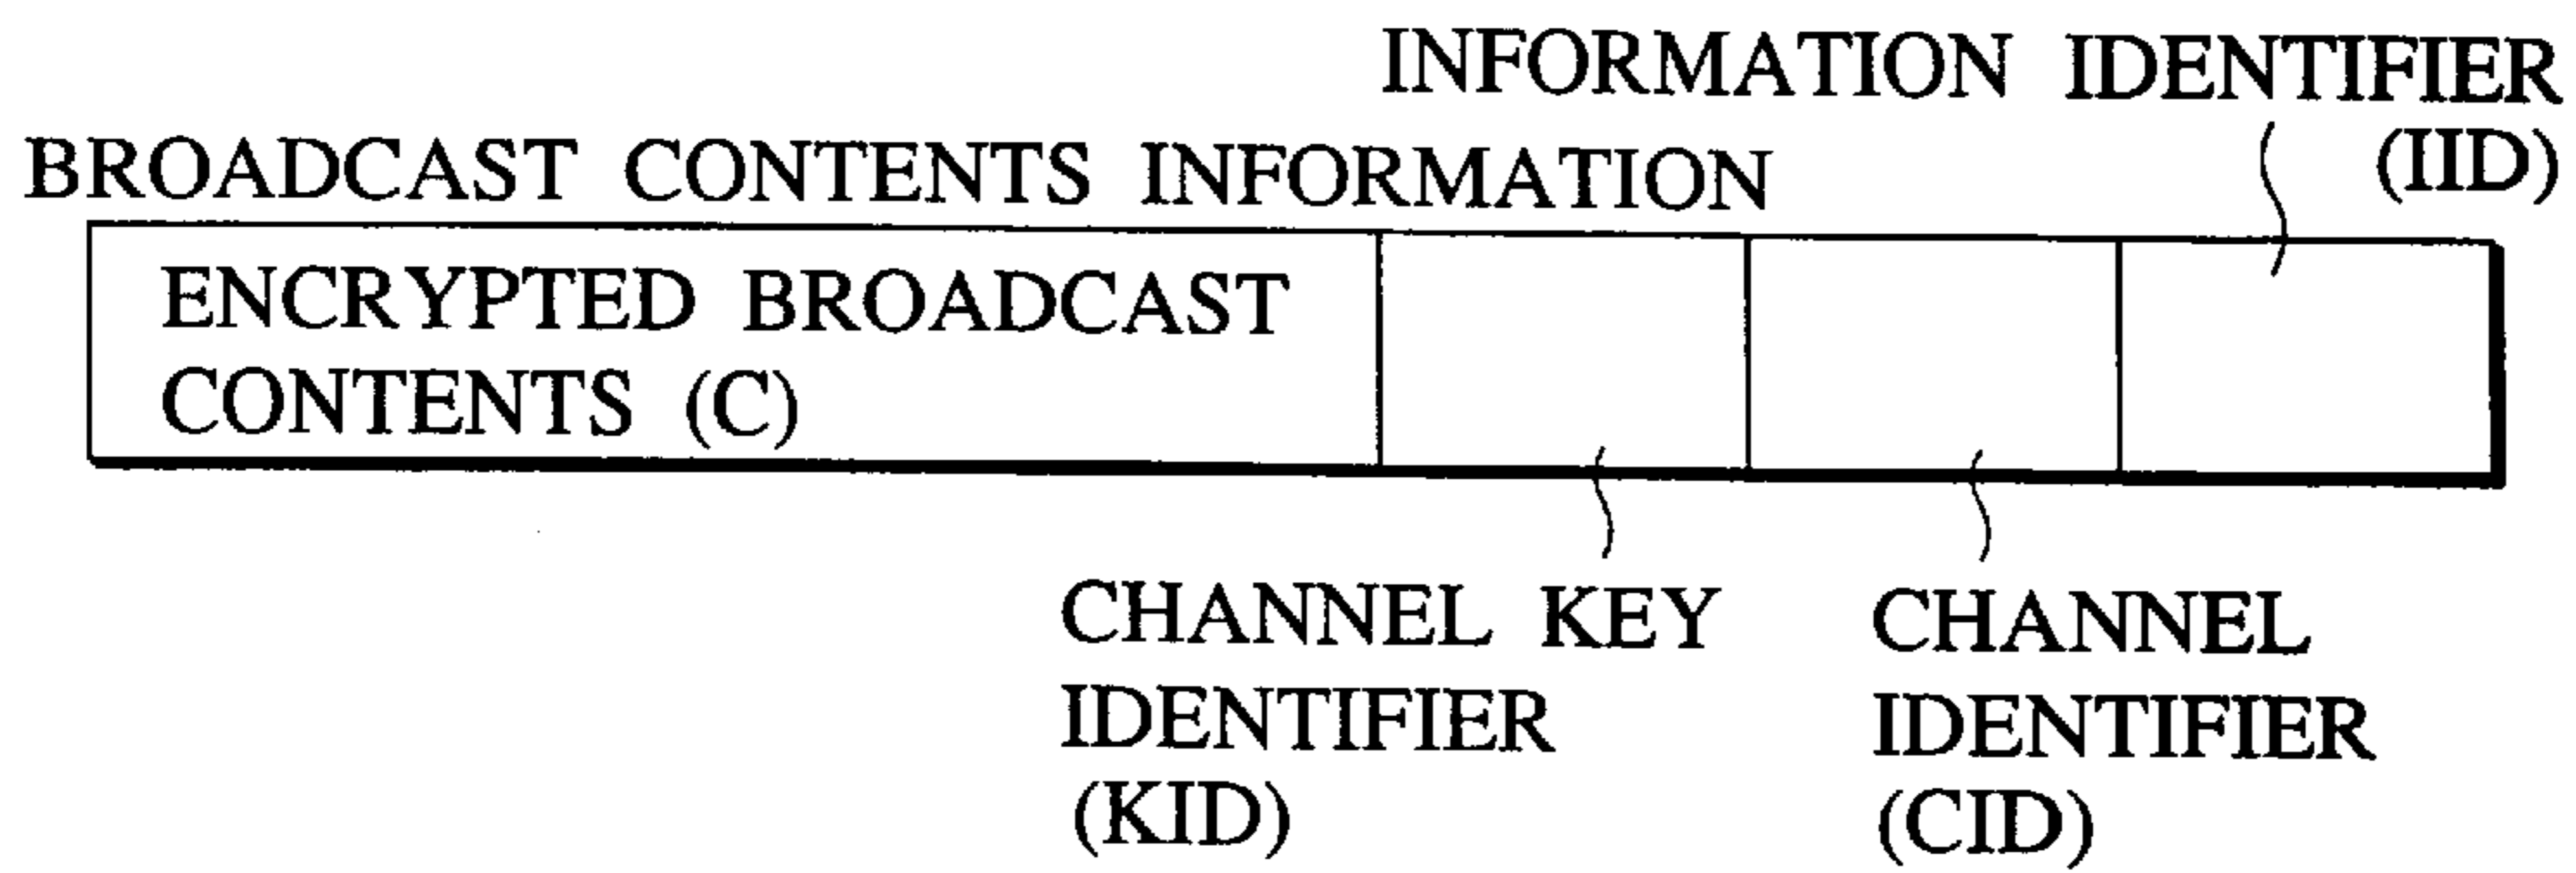 INFORMATION IDENTIFIER
(IID)
BROADCAST CONTENTS INFORMATION
ENCRYPTED BROADCAST
CONTENTS (C)
CHANNEL KEY
IDENTIFIER
(KID)
CHANNEL
IDENTIFIER
(CID)